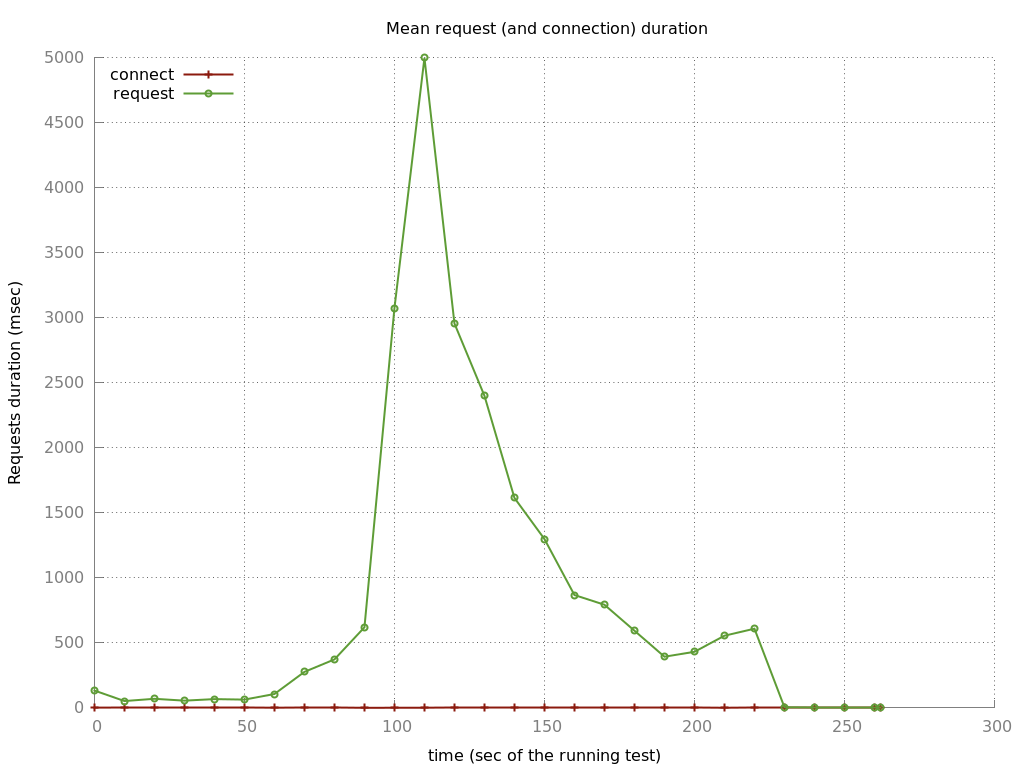 Mean request (and connection) duration
5000
4500
4000
3500
3000
2500
2000
1500
1000
500
0
connect
request
Requests duration (msec)
0 50 100 150 200 250 300
time (sec of the running test)